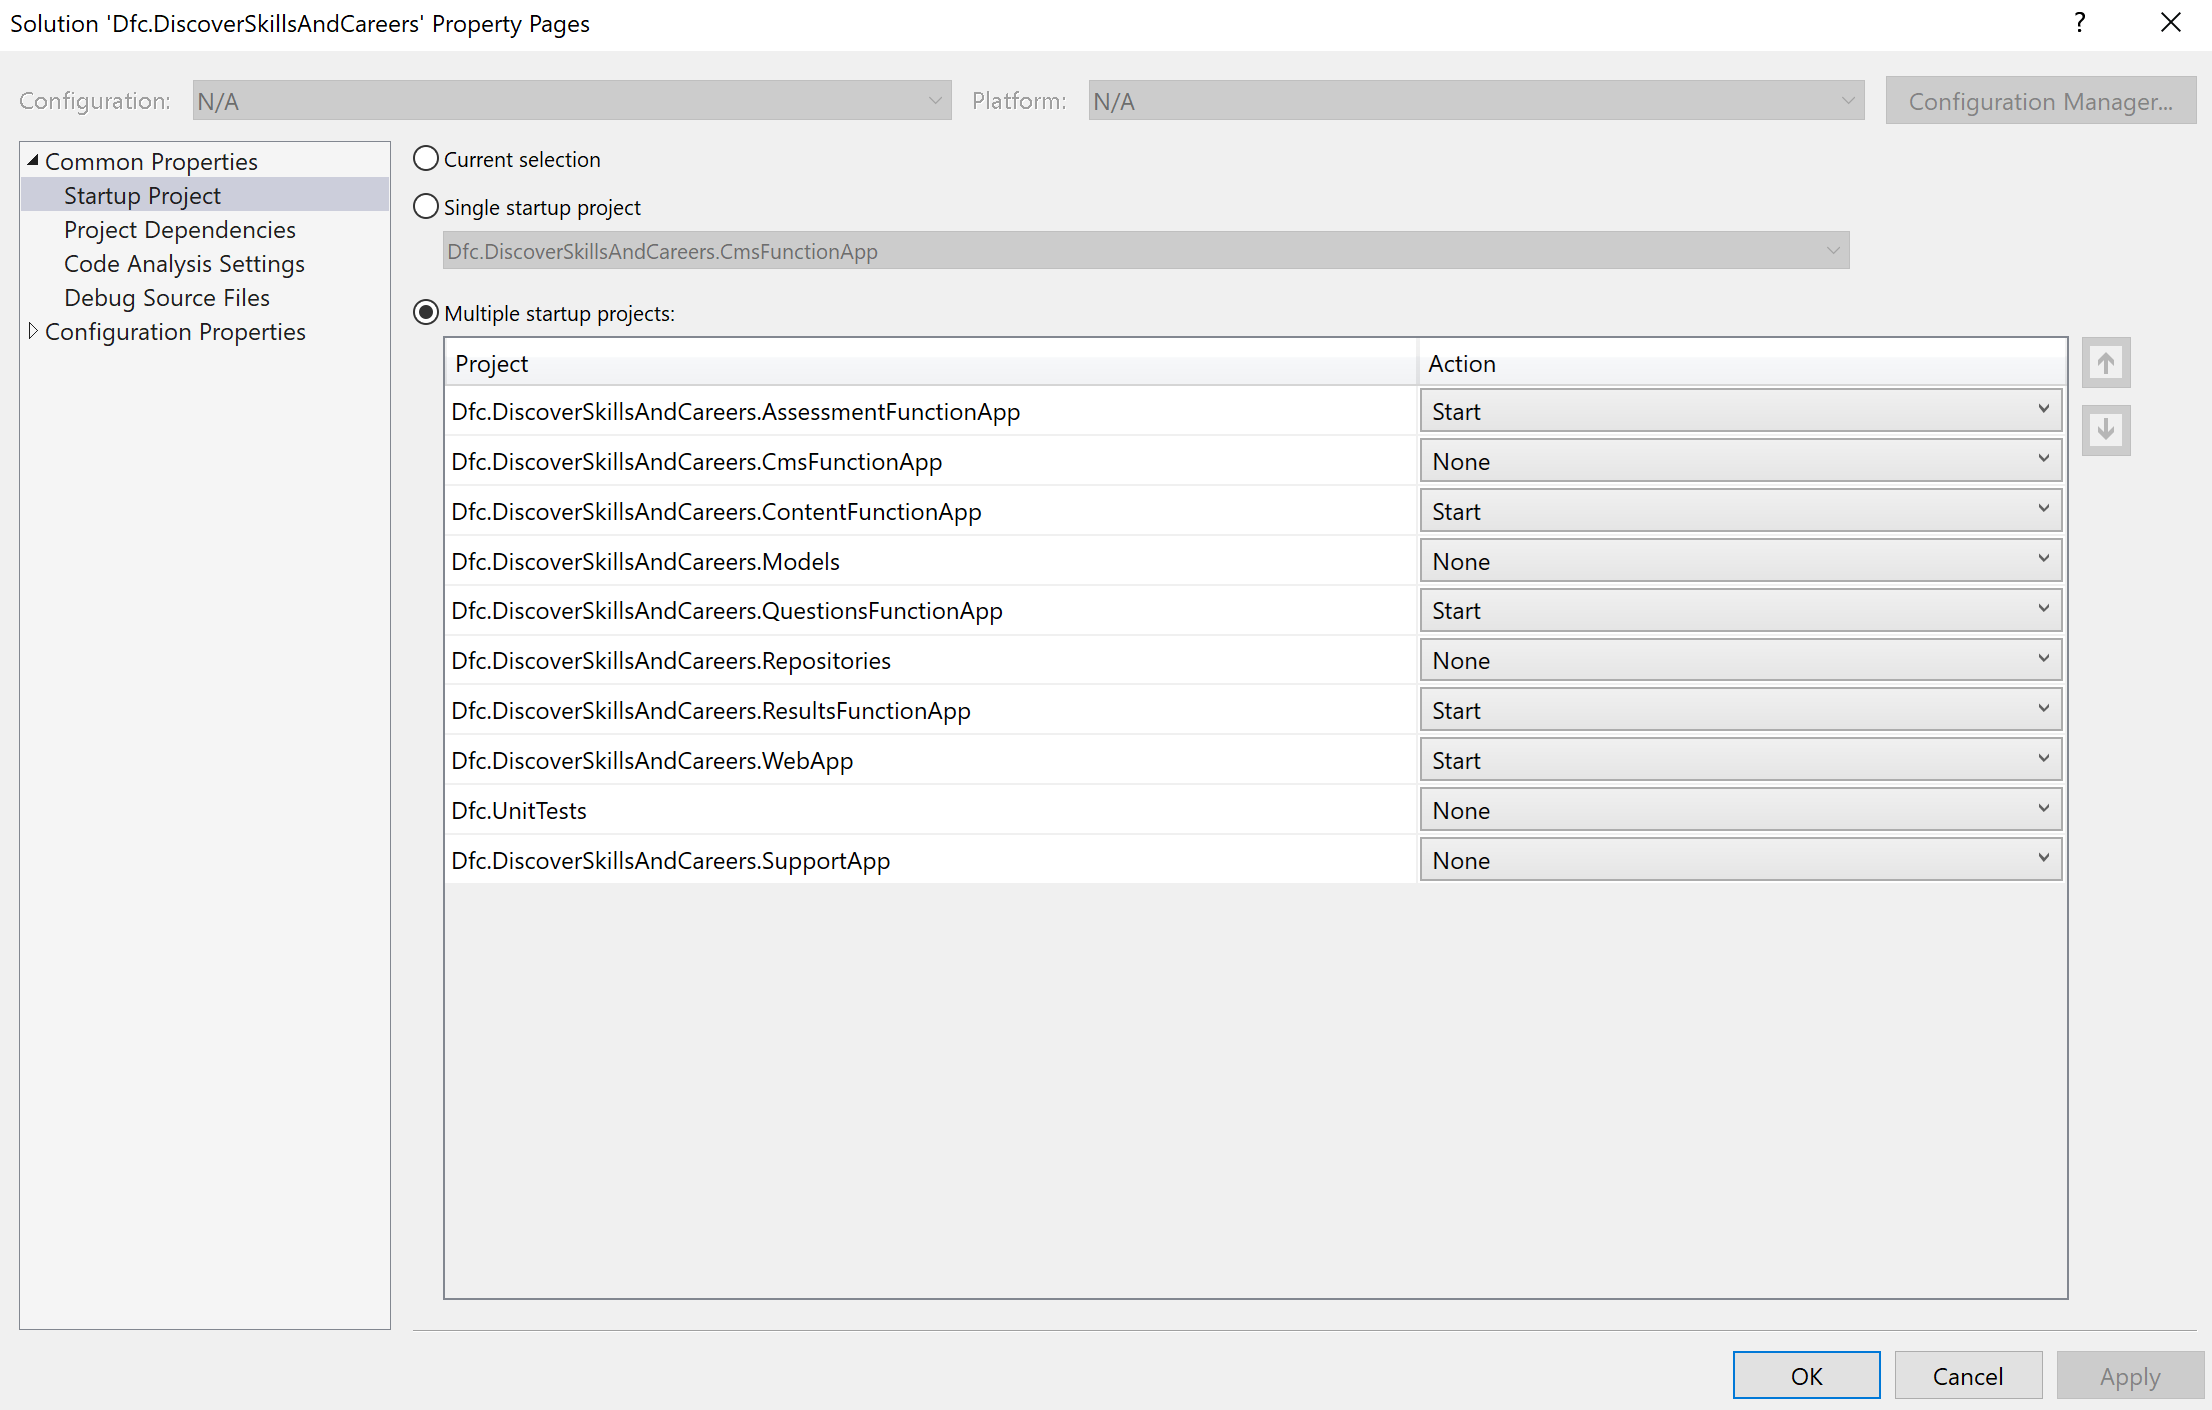 Solution 'Dfc.DiscoverSkillsAndCareers' Property Pages ?
Configuration: N/A Platform: N/A Configuration Manager...
Common Properties
Startup Project
Project Dependencies
Code Analysis Settings
Debug Source Files
Configuration Properties
Current selection
Single startup project
Dfc.DiscoverSkillsAndCareers.CmsFunctionApp
Multiple startup projects:
Project Action
Dfc.DiscoverSkillsAndCareers.AssessmentFunctionApp Start
Dfc.DiscoverSkillsAndCareers.CmsFunctionApp None
Dfc.DiscoverSkillsAndCareers.ContentFunctionApp Start
Dfc.DiscoverSkillsAndCareers.Models None
Dfc.DiscoverSkillsAndCareers.QuestionsFunctionApp Start
Dfc.DiscoverSkillsAndCareers.Repositories None
Dfc.DiscoverSkillsAndCareers.ResultsFunctionApp Start
Dfc.DiscoverSkillsAndCareers.WebApp Start
Dfc.UnitTests None
Dfc.DiscoverSkillsAndCareers.SupportApp None
OK Cancel Apply